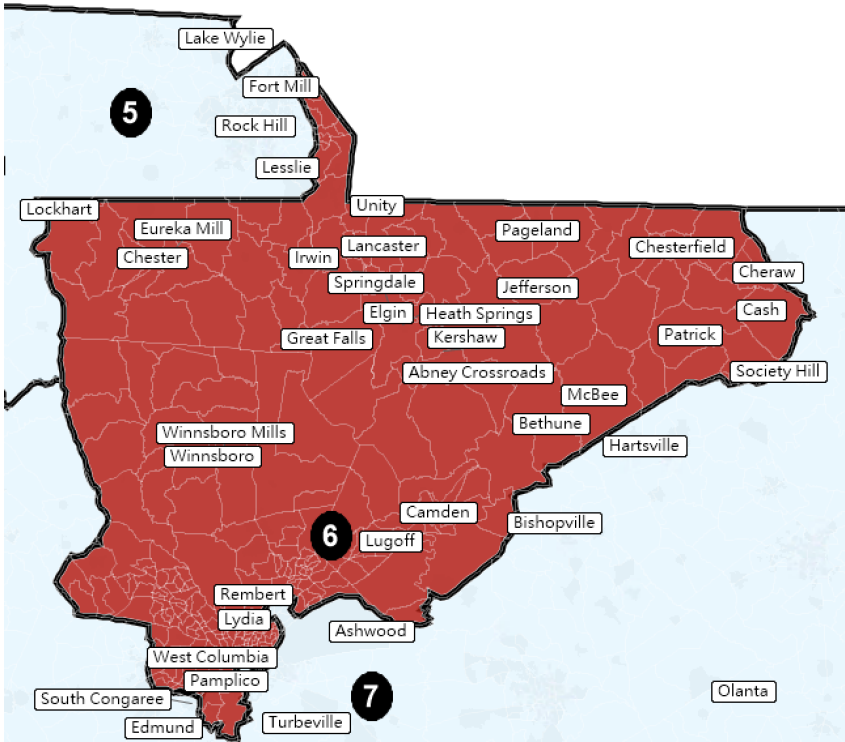 Lake Wylie
Fort Mill
5
Rock Hill
Lesslie
Lockhart
Unity
Eureka Mill
Pageland
Lancaster
Chesterfield
Chester
Irwin
Cheraw
Springdale
Jefferson
Elgin
Heath Springs
Cash
Great Falls
Kershaw
Patrick
Abney Crossroads
Society Hill
McBee
Bethune
Winnsboro Mills
Hartsville
Winnsboro
Camden
Bishopville
6
Lugoff
Rembert
Lydia
Ashwood
West Columbia
Pamplico
7
Olanta
South Congaree
Edmund
Turbeville